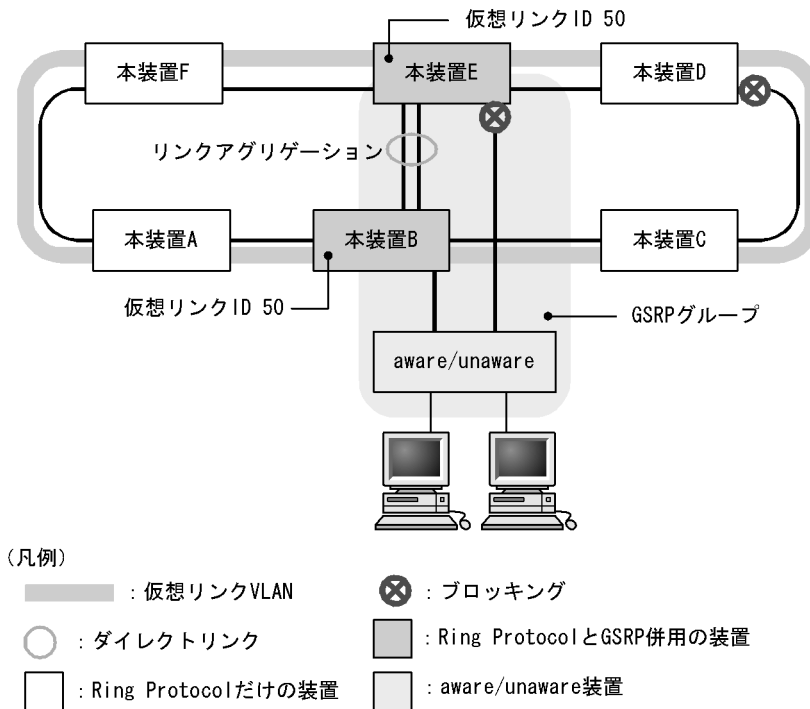 仮想リンクID 50
本装置F
本装置E
本装置D
リンクアグリゲーション
本装置A
本装置B
本装置C
仮想リンクID 50
GSRPグループ
aware/unaware
(凡例)
：仮想リンクVLAN
：ブロッキング
：ダイレクトリンク
：Ring ProtocolとGSRP併用の装置
：Ring Protocolだけの装置
：aware/unaware装置